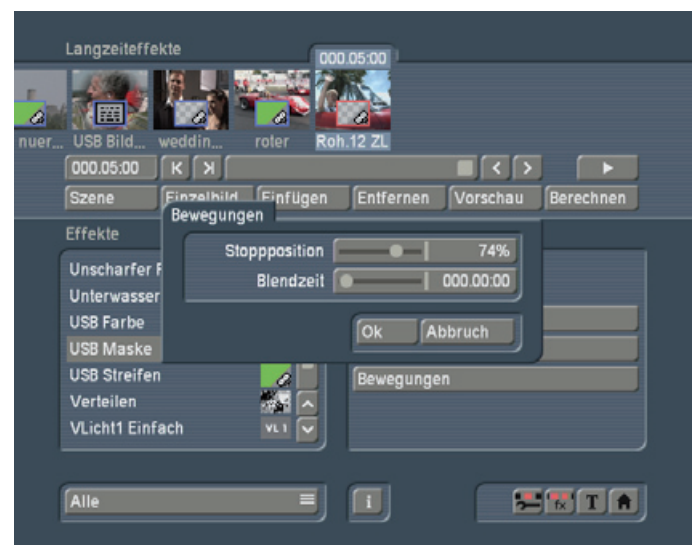 Langzeiteffekte
000.05:00
nuer... USB Bild... weddin... roter Roh.12 ZL
000.05:00
Szene Einzelbild Einfügen Entfernen Vorschau Berechnen
Bewegungen
Effekte
Stoppposition 74%
Blendzeit 000.00:00
Ok Abbruch
Unscharfer
Unterwasser
USB Farbe
USB Maske
USB Streifen
Bewegungen
Verteilen
VLicht1 Einfach VL 1
Alle
i fx T